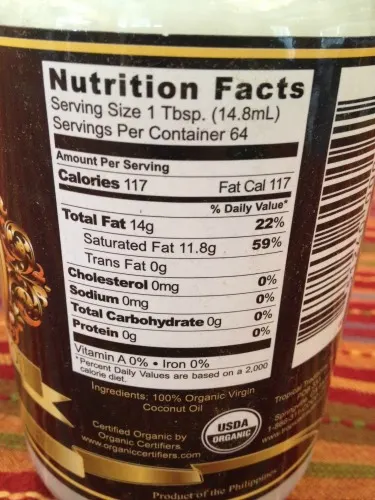 Nutrition Facts
Serving Size 1 Tbsp. (14.8mL)
Servings Per Container 64
Amount Per Serving
Calories 117 Fat Cal 117
% Daily Value*
Total Fat 14g 22%
Saturated Fat 11.8g 59%
Trans Fat 0g
Cholesterol 0mg 0%
Sodium 0mg 0%
Total Carbohydrate 0g 0%
Protein 0g 0%
Vitamin A 0% • Iron 0%
*Percent Daily Values are based on a 2,000
calorie diet.
Ingredients: 100% Organic Virgin
Coconut Oil
Certified Organic by
Organic Certifiers.
www.organiccertifiers.com
USDA
ORGANIC
Tropical
Product of the Philippines